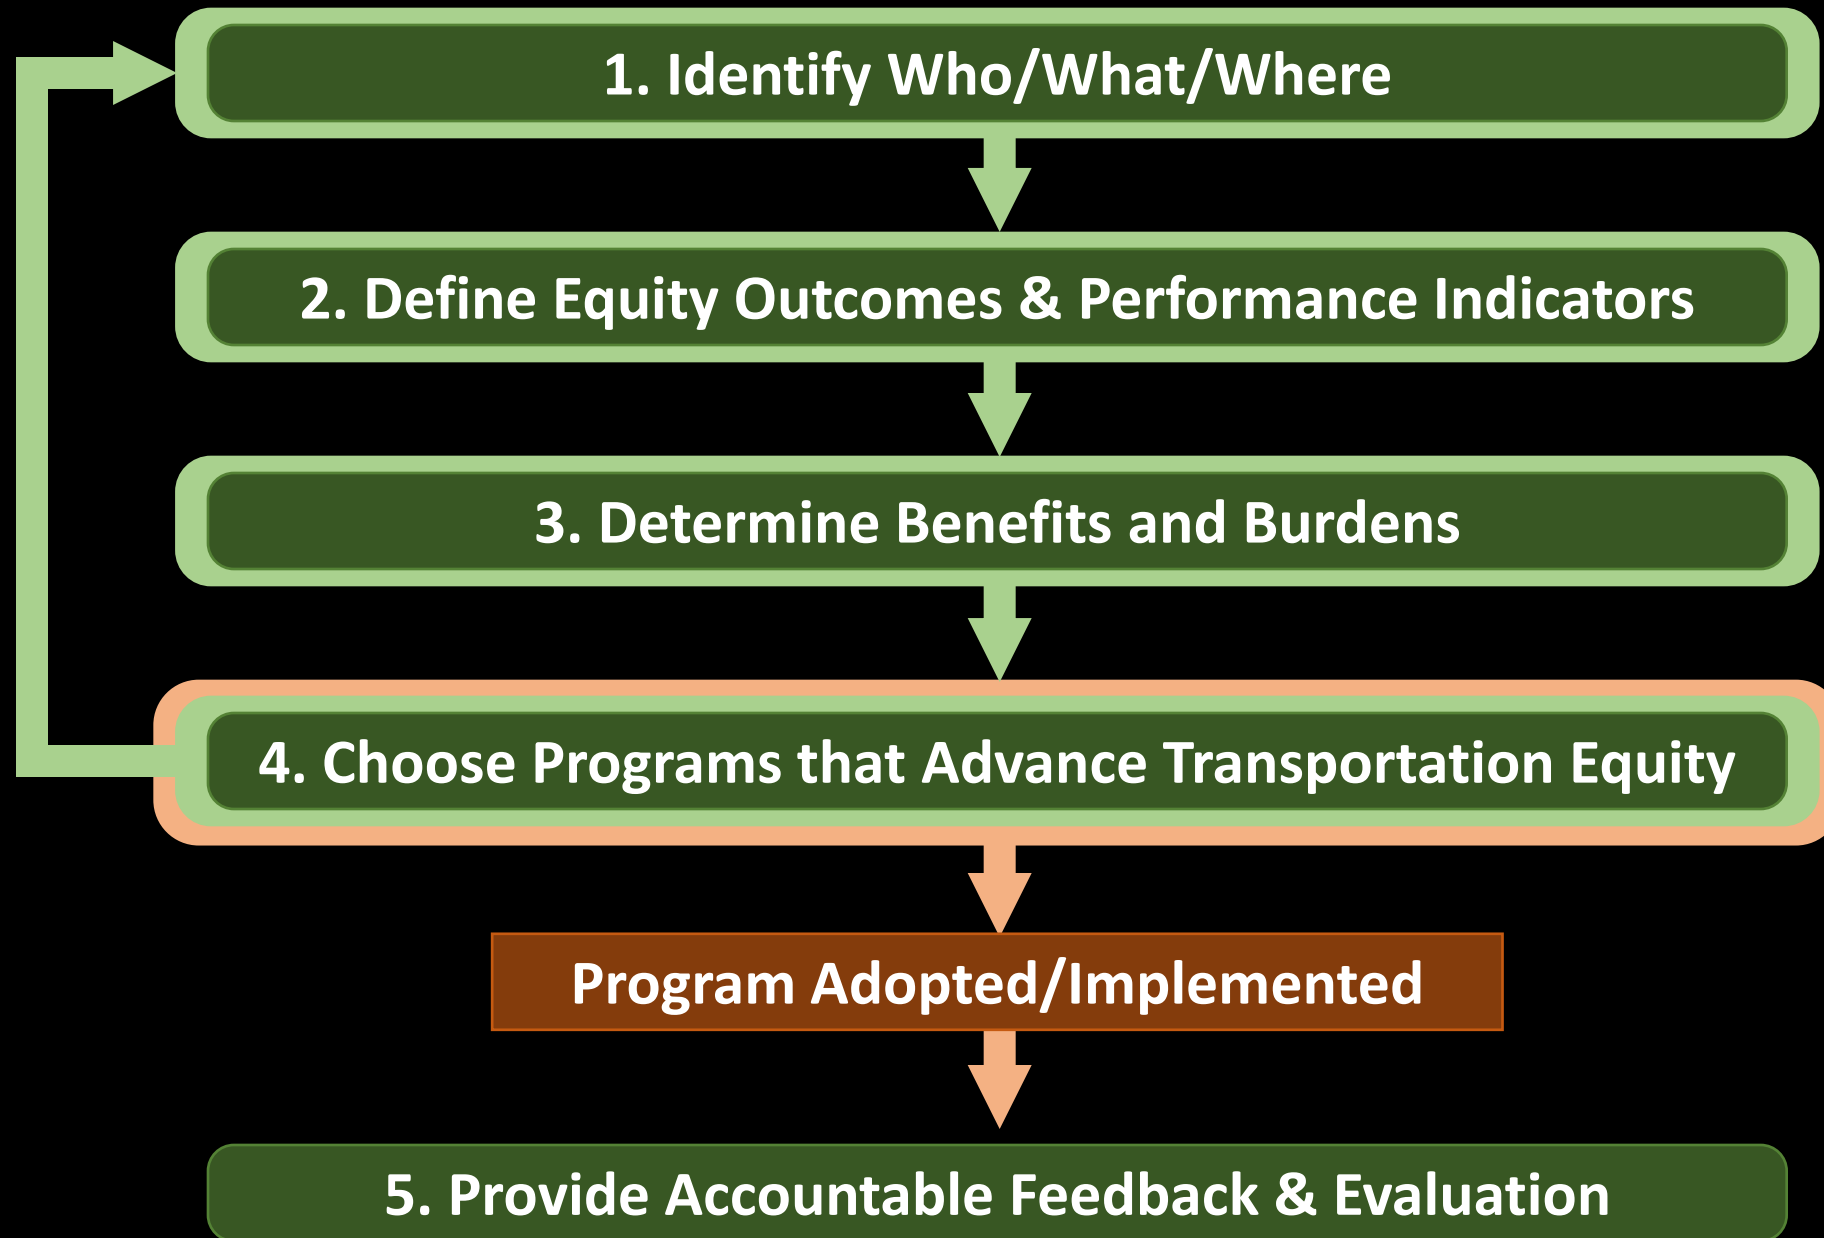 1. Identify Who/What/Where
2. Define Equity Outcomes & Performance Indicators
3. Determine Benefits and Burdens
4. Choose Programs that Advance Transportation Equity
Program Adopted/Implemented
5. Provide Accountable Feedback & Evaluation